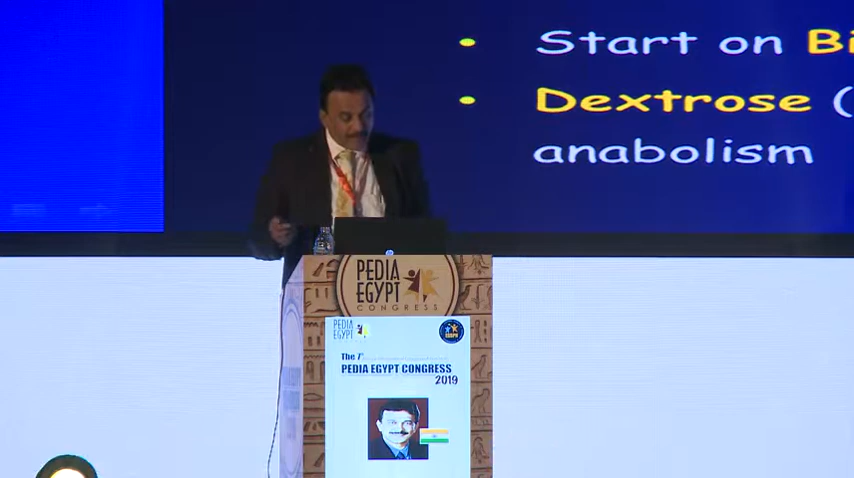 • Start on Bi
• Dextrose (
anabolism
PEDIA
EGYPT
CONGRESS
PEDIA
EGYPT
The 7
PEDIA EGYPT CONGRESS
2019